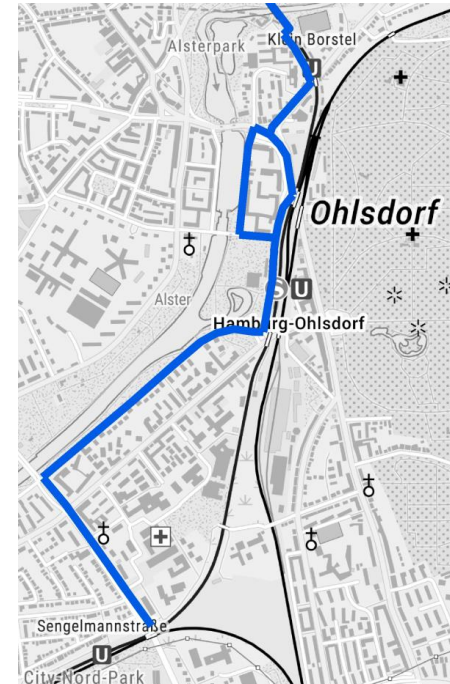 Alsterpark
Klein Borstel
U
Ohlsdorf
Alster
S U
Hamburg-Ohlsdorf
Sengelmannstraße
U
City-Nord-Park